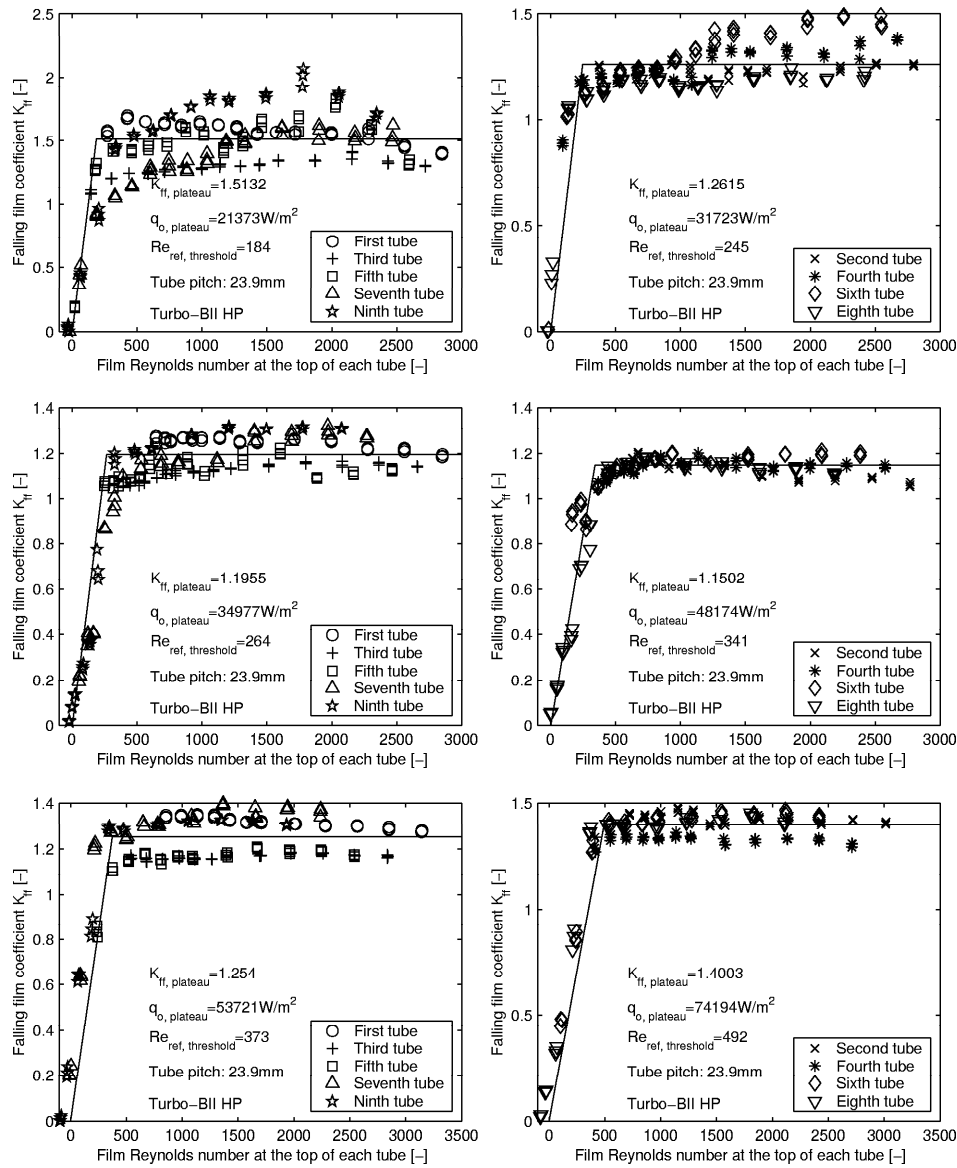 Falling film coefficient K_ff [−]
2.5
2
1.5
1
0.5
0
K_ff, plateau=1.5132
q_o, plateau=21373W/m²
Re_ref, threshold=184
Tube pitch: 23.9mm
Turbo−BII HP
First tube
Third tube
Fifth tube
Seventh tube
Ninth tube
0 500 1000 1500 2000 2500 3000
Film Reynolds number at the top of each tube [−]
Falling film coefficient K_ff [−]
1.5
1
0.5
0
K_ff, plateau=1.2615
q_o, plateau=31723W/m²
Re_ref, threshold=245
Tube pitch: 23.9mm
Turbo−BII HP
Second tube
Fourth tube
Sixth tube
Eighth tube
0 500 1000 1500 2000 2500 3000
Film Reynolds number at the top of each tube [−]
Falling film coefficient K_ff [−]
1.4
1.2
1
0.8
0.6
0.4
0.2
0
K_ff, plateau=1.1955
q_o, plateau=34977W/m²
Re_ref, threshold=264
Tube pitch: 23.9mm
Turbo−BII HP
First tube
Third tube
Fifth tube
Seventh tube
Ninth tube
0 500 1000 1500 2000 2500 3000
Film Reynolds number at the top of each tube [−]
Falling film coefficient K_ff [−]
1.4
1.2
1
0.8
0.6
0.4
0.2
0
K_ff, plateau=1.1502
q_o, plateau=48174W/m²
Re_ref, threshold=341
Tube pitch: 23.9mm
Turbo−BII HP
Second tube
Fourth tube
Sixth tube
Eighth tube
0 500 1000 1500 2000 2500 3000
Film Reynolds number at the top of each tube [−]
Falling film coefficient K_ff [−]
1.4
1.2
1
0.8
0.6
0.4
0.2
0
K_ff, plateau=1.254
q_o, plateau=53721W/m²
Re_ref, threshold=373
Tube pitch: 23.9mm
Turbo−BII HP
First tube
Third tube
Fifth tube
Seventh tube
Ninth tube
0 500 1000 1500 2000 2500 3000 3500
Film Reynolds number at the top of each tube [−]
Falling film coefficient K_ff [−]
1.5
1
0.5
0
K_ff, plateau=1.4003
q_o, plateau=74194W/m²
Re_ref, threshold=492
Tube pitch: 23.9mm
Turbo−BII HP
Second tube
Fourth tube
Sixth tube
Eighth tube
0 500 1000 1500 2000 2500 3000 3500
Film Reynolds number at the top of each tube [−]